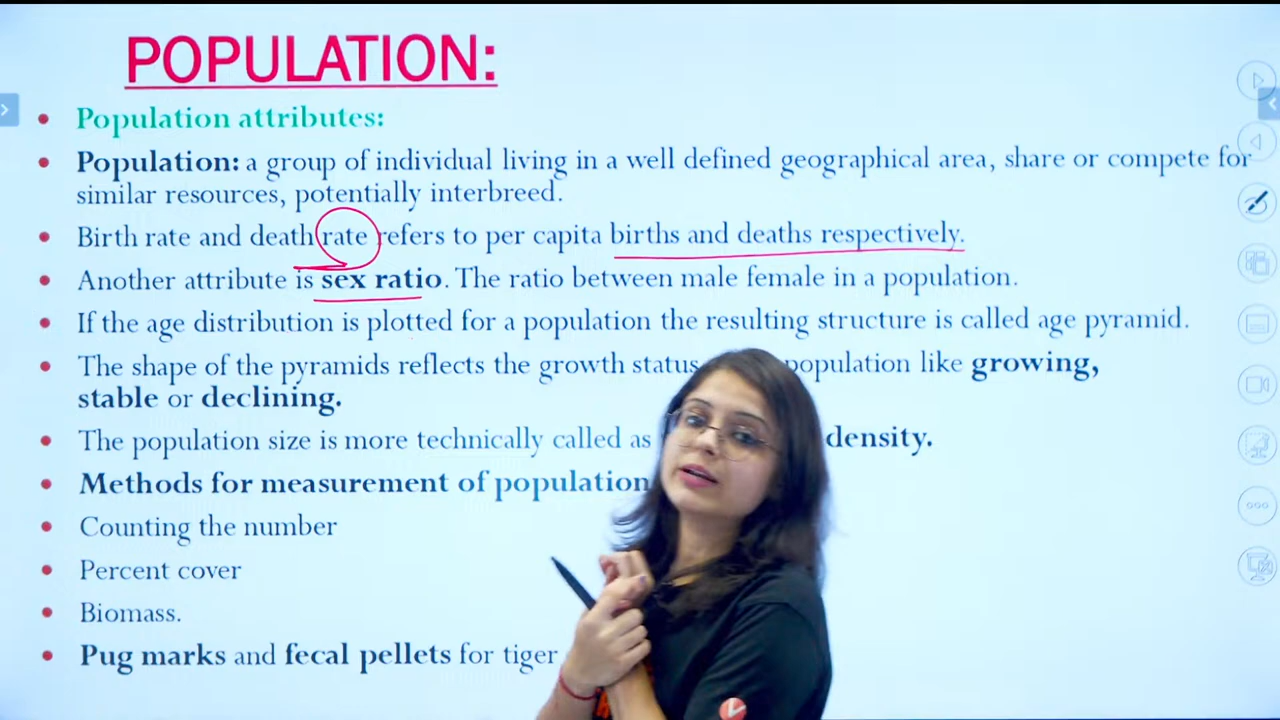 POPULATION:
Population attributes:
Population: a group of individual living in a well defined geographical area, share or compete for
similar resources, potentially interbreed.
Birth rate and death rate refers to per capita births and deaths respectively.
Another attribute is sex ratio. The ratio between male female in a population.
If the age distribution is plotted for a population the resulting structure is called age pyramid.
The shape of the pyramids reflects the growth status population like growing,
stable or declining.
The population size is more technically called as density.
Methods for measurement of population
Counting the number
Percent cover
Biomass.
Pug marks and fecal pellets for tiger